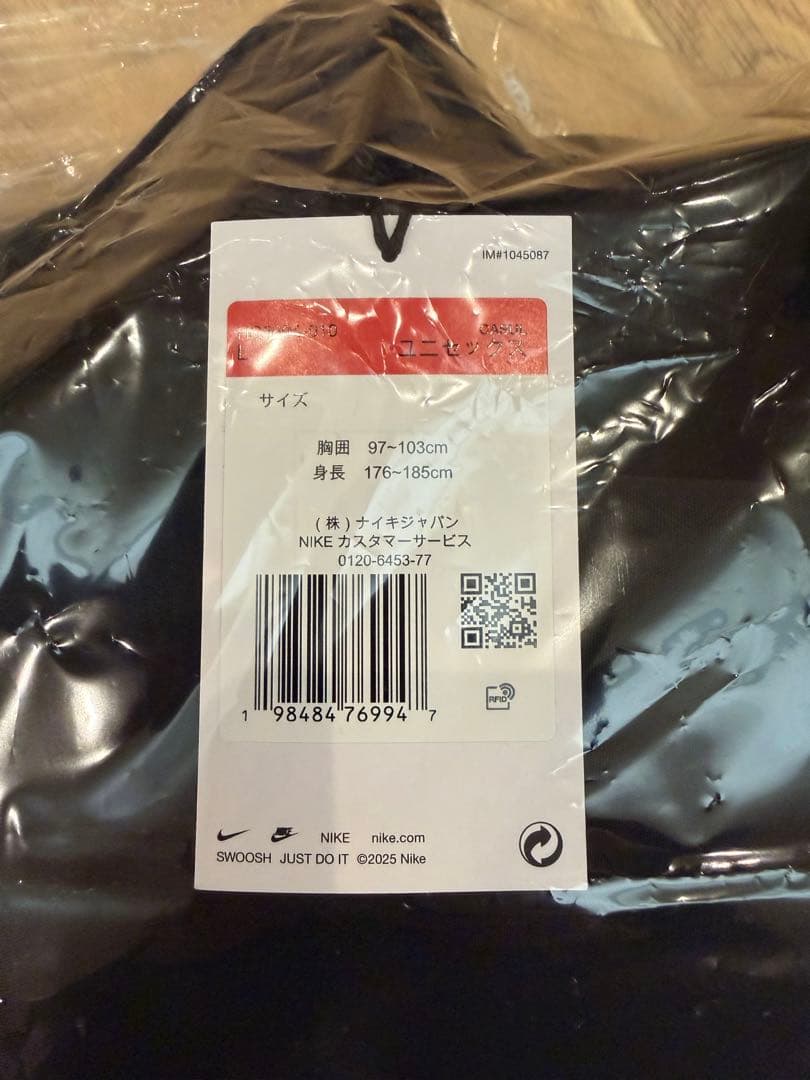 IM#1045087
L ユニセックス
サイズ
胸囲 97~103cm
身長 176~185cm
(株)ナイキジャパン
NIKE カスタマーサービス
0120-6453-77
1 98484 76994 7
RFID
NIKE nike.com
SWOOSH JUST DO IT ©2025 Nike